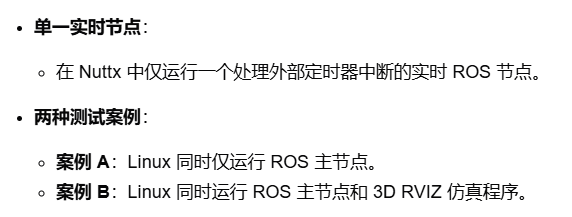 单一实时节点：
在 Nuttx 中仅运行一个处理外部定时器中断的实时 ROS 节点。
两种测试案例：
案例 A：Linux 同时仅运行 ROS 主节点。
案例 B：Linux 同时运行 ROS 主节点和 3D RVIZ 仿真程序。